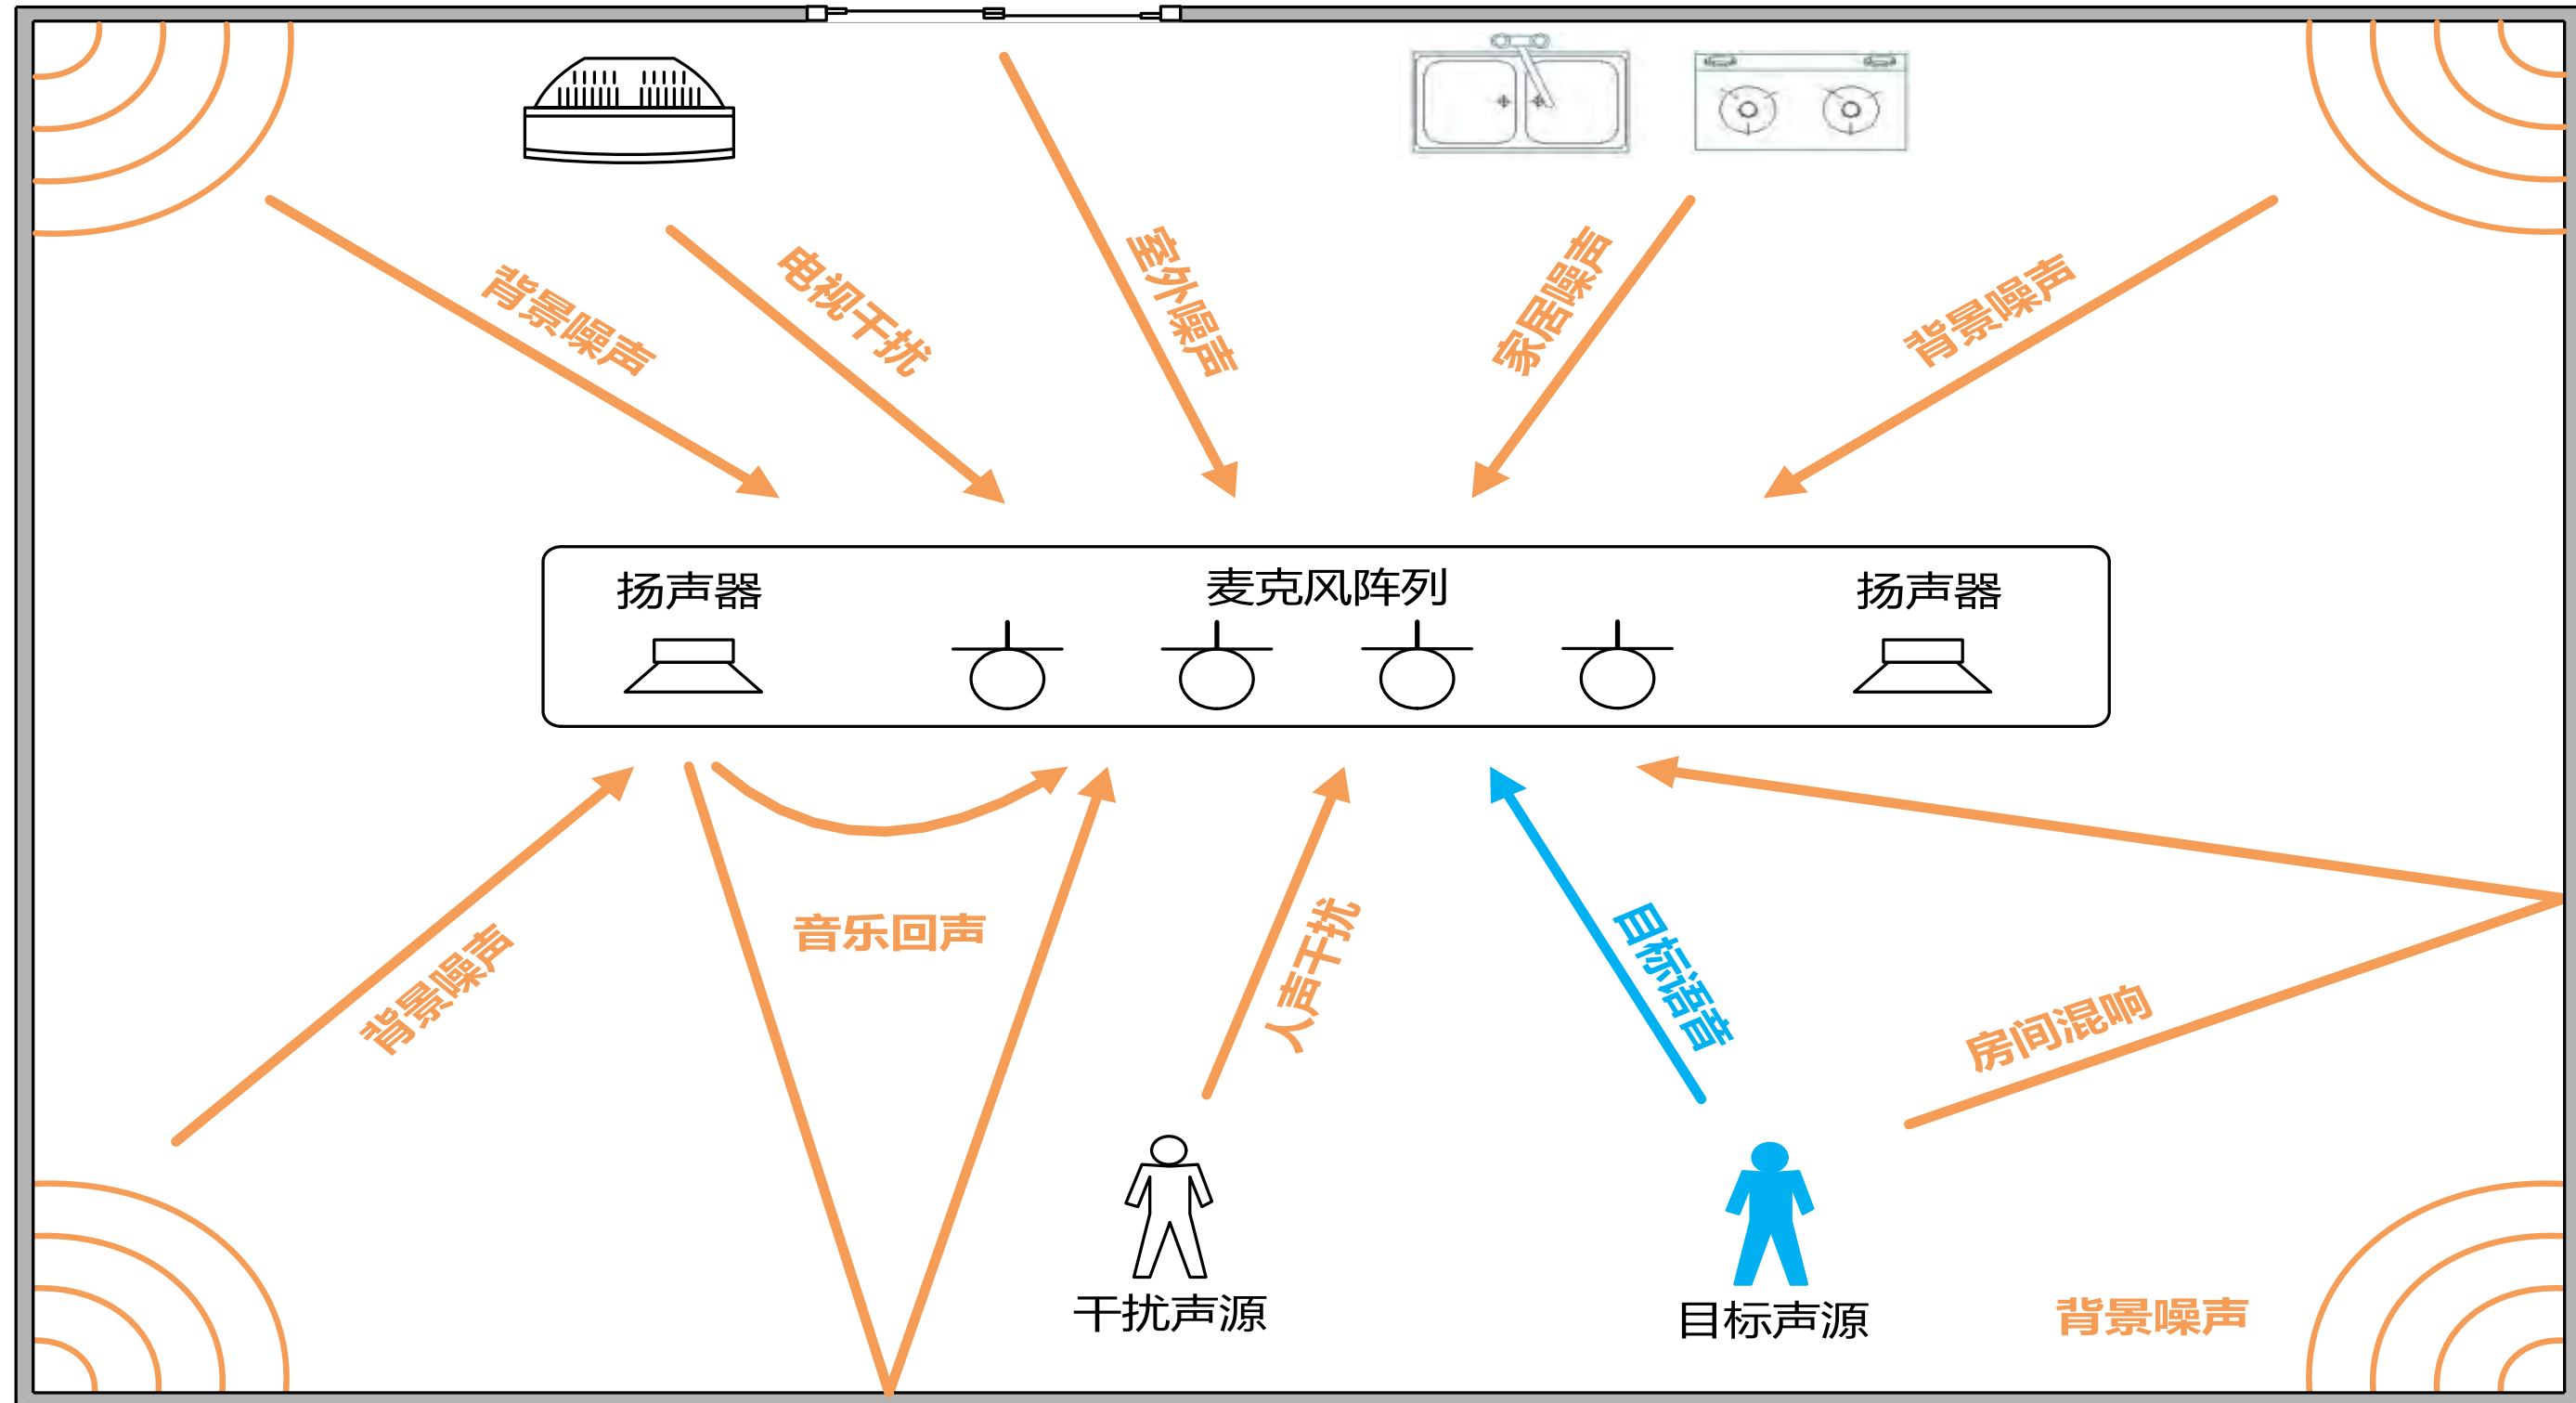 背景噪声
电视干扰
室外噪声
家居噪声
背景噪声
扬声器
麦克风阵列
扬声器
背景噪声
音乐回声
人声干扰
目标语音
房间混响
干扰声源
目标声源
背景噪声